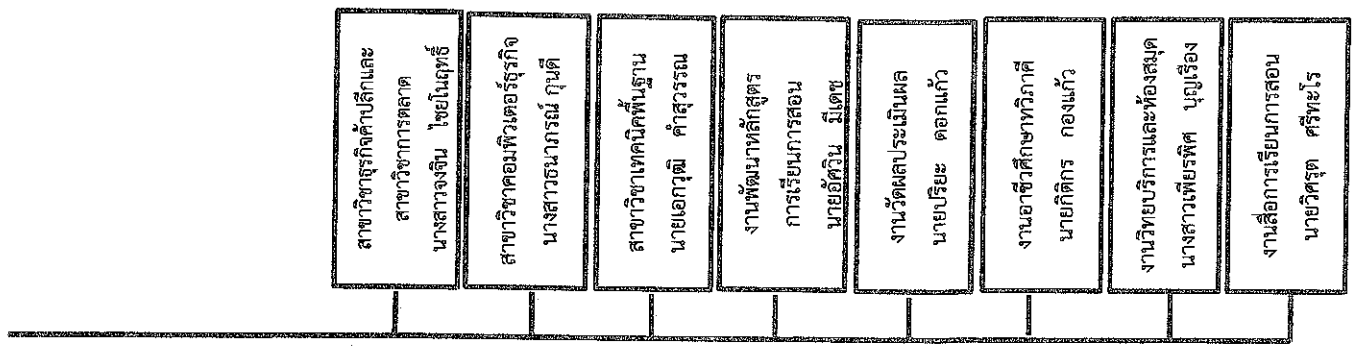 สาขาวิชาธุรกิจค้าปลีกและ
สาขาวิชาการตลาด
นางสาวจงจิน ไชยโนฤทธิ์
สาขาวิชาคอมพิวเตอร์ธุรกิจ
นางสาวธนาภรณ์ กุนดี
สาขาวิชาเทคนิคพื้นฐาน
นายเอกวุฒิ คำสุวรรณ
งานพัฒนาหลักสูตร
การเรียนการสอน
นายอัศวิน มีเดช
งานวัดผลประเมินผล
นายปริยะ ดอกแก้ว
งานอาชีวศึกษาทวิภาคี
นายกิติกร กองแก้ว
งานวิทยบริการและห้องสมุด
นางสาวเพียรพิศ บุญเรือง
งานสื่อการเรียนการสอน
นายวิศรุต ศรีทะโร